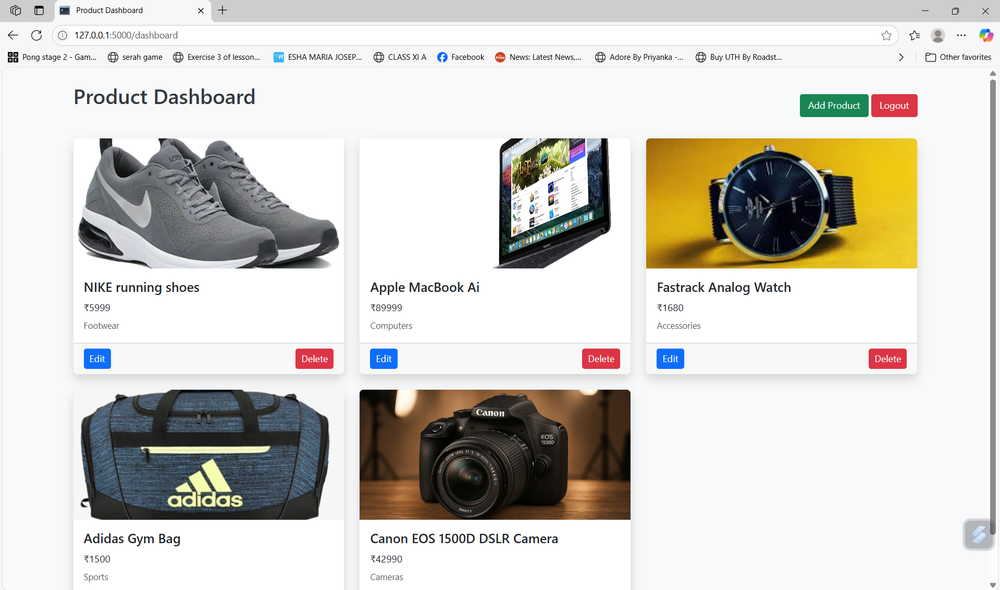 Product Dashboard
127.0.0.1:5000/dashboard
Pong stage 2 - Gam...
serah game
Exercise 3 of lesson...
ESHA MARIA JOSEP...
CLASS XI A
Facebook
News: Latest News,...
Adore By Priyanka -...
Buy UTH By Roadst...
Other favorites
Product Dashboard
Add Product
Logout
NIKE running shoes
₹5999
Footwear
Edit
Delete
Apple MacBook Ai
₹89999
Computers
Edit
Delete
Fastrack Analog Watch
₹1680
Accessories
Edit
Delete
adidas
Adidas Gym Bag
₹1500
Sports
Canon
EOS
1500D
Canon EOS 1500D DSLR Camera
₹42990
Cameras